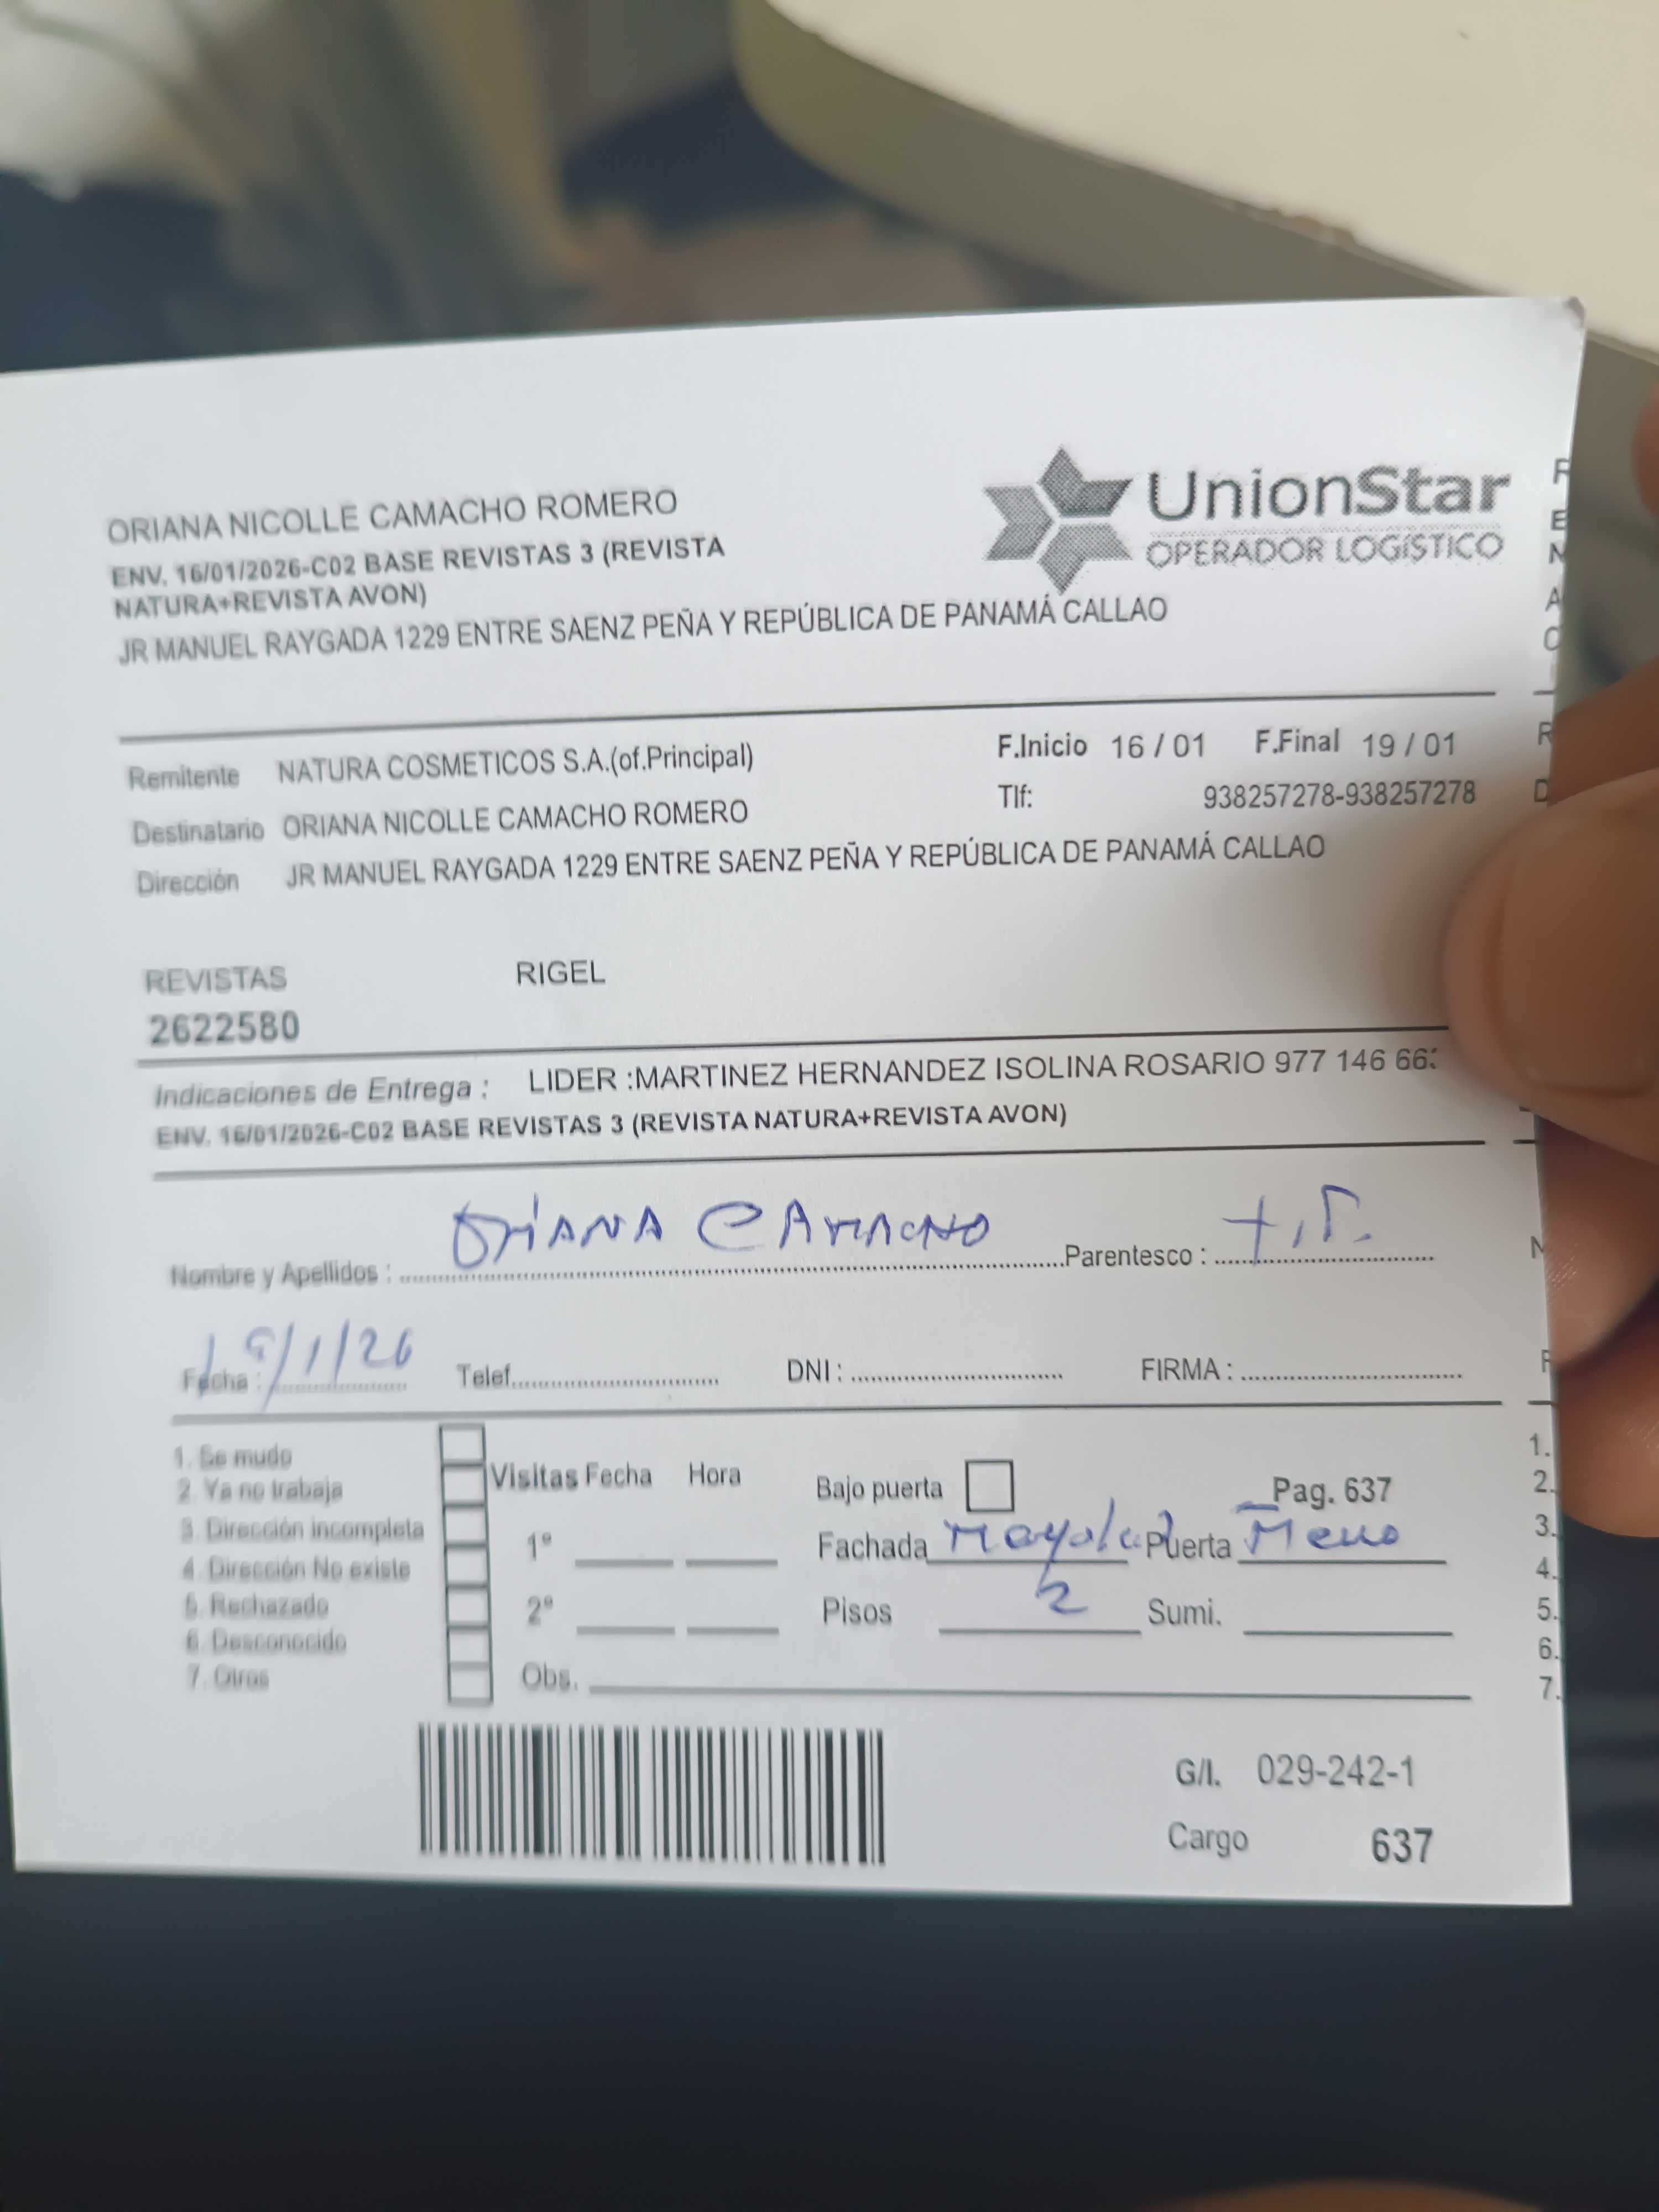 ORIANA NICOLLE CAMACHO ROMERO
ENV. 16/01/2026-C02 BASE REVISTAS 3 (REVISTA
NATURA+REVISTA AVON)
JR MANUEL RAYGADA 1229 ENTRE SAENZ PEÑA Y REPÚBLICA DE PANAMÁ CALLAO
UnionStar
OPERADOR LOGÍSTICO
Remitente NATURA COSMETICOS S.A.(of.Principal) F.Inicio 16 / 01 F.Final 19 / 01
Destinatario ORIANA NICOLLE CAMACHO ROMERO Tlf: 938257278-938257278
Dirección JR MANUEL RAYGADA 1229 ENTRE SAENZ PEÑA Y REPÚBLICA DE PANAMÁ CALLAO
REVISTAS RIGEL
2622580
Indicaciones de Entrega : LIDER :MARTINEZ HERNANDEZ ISOLINA ROSARIO 977 146
ENV. 16/01/2026-C02 BASE REVISTAS 3 (REVISTA NATURA+REVISTA AVON)
Nombre y Apellidos : ORIANA CAMACHO Parentesco :
Fecha : Telef. DNI : FIRMA :
1. Se mudo
2. Ya no trabaja
3. Dirección incompleta
4. Dirección No existe
5. Rechazado
6. Desconocido
7. Otros
Visitas Fecha Hora
1º
2º
Obs.
Bajo puerta Pag. 637
Fachada Puerta
Pisos 2 Sumi.
G/I. 029-242-1
Cargo 637
R
E
N
A
C
R
D
N
F
1.
2.
3.
4.
5.
6.
7.